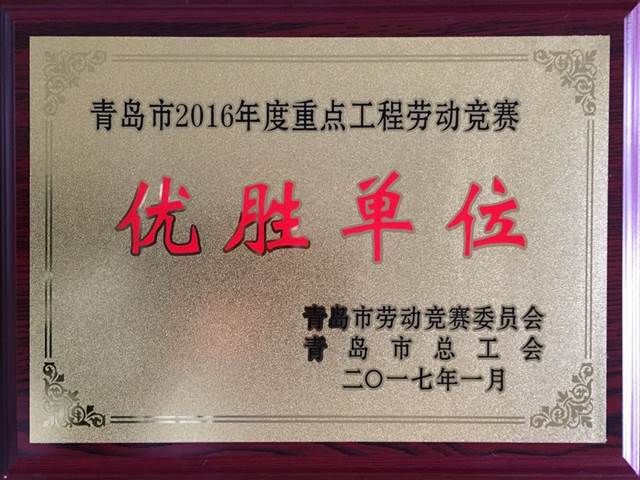 青岛市2016年度重点工程劳动竞赛
优胜单位
青岛市劳动竞赛委员会
青岛市总工会
二〇一七年一月